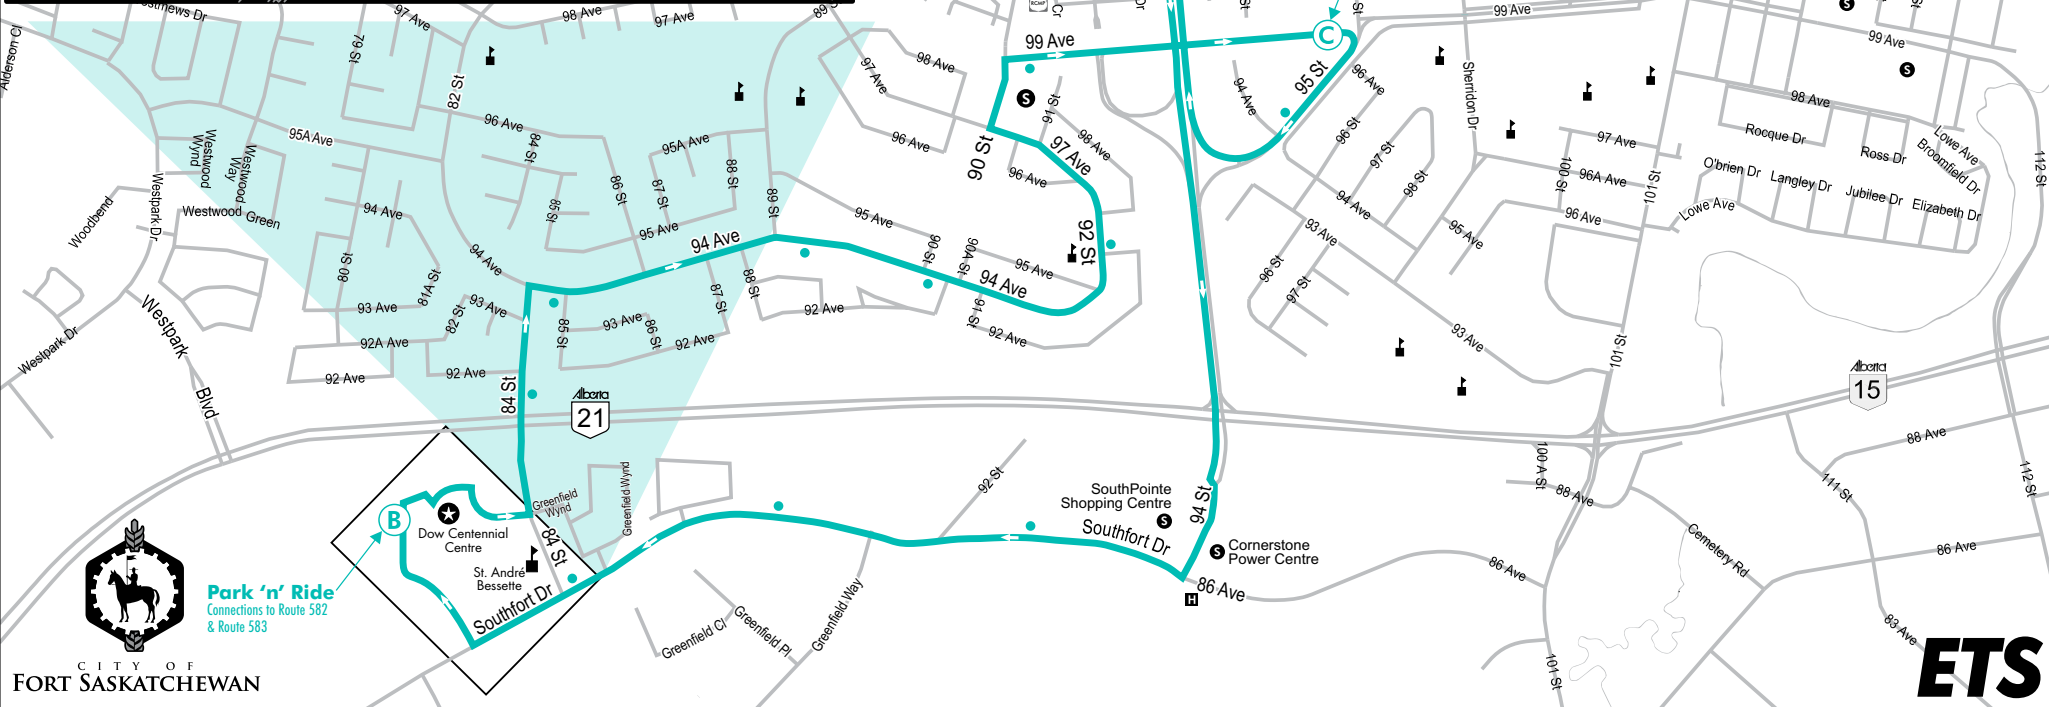 97 Ave
98 Ave
97 Ave
99 Ave
99 Ave
RCMP
Alderson Cl
79 St
82 St
98 Ave
97 Ave
99 Ave
C
95 St
96 Ave
Sherridon Dr
98 Ave
Rocque Dr
Ross Dr
Lowe Ave
Broomfield Dr
112 St
95A Ave
96 Ave
84 St
95A Ave
96 Ave
90 St
91 St
98 Ave
97 Ave
96 Ave
94 Ave
96 St
97 St
98 St
97 Ave
96A Ave
100 St
101 St
O'brien Dr
Langley Dr
Jubilee Dr
Elizabeth Dr
Westwood
Wynd
Westwood
Way
Westwood Green
Westpark Dr
Woodbend
94 Ave
85 St
86 St
87 St
88 St
89 St
95 Ave
94 Ave
95 Ave
90 St
90A St
95 Ave
94 Ave
92 St
94 Ave
93 Ave
95 Ave
96 Ave
Lowe Ave
80 St
81A St
94 Ave
93 Ave
82 St
93 Ave
92A Ave
92 Ave
92 Ave
85 St
93 Ave
86 St
92 Ave
87 St
88 St
92 Ave
91 St
92 Ave
96 St
97 St
93 Ave
101 St
Westpark Dr
Westpark
Blvd
84 St
Alberta
21
Alberta
15
88 Ave
111 St
112 St
100 A St
88 Ave
Cemetery Rd
86 Ave
86 Ave
83 Ave
101 St
92 St
SouthPointe
Shopping Centre
94 St
Southfort Dr
Cornerstone
Power Centre
H
86 Ave
Greenfield
Wynd
Greenfield Wynd
84 St
B
Dow Centennial
Centre
St. André
Bessette
Southfort Dr
Greenfield Cl
Greenfield Pl
Greenfield Way
Park ‘n’ Ride
Connections to Route 582
& Route 583
CITY OF
FORT SASKATCHEWAN
ETS